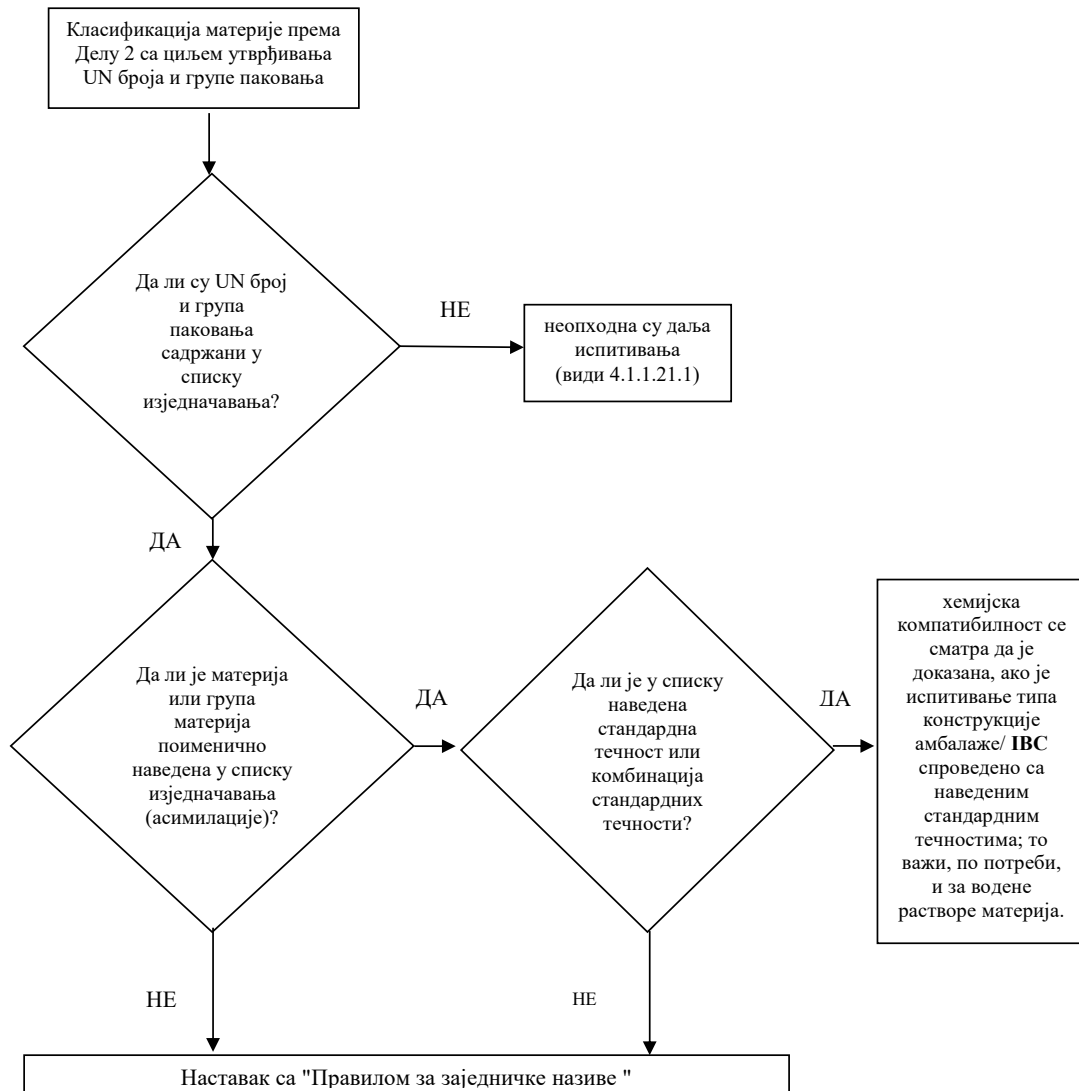 Класификација материје према
Делу 2 са циљем утврђивања
UN броја и групе паковања
Да ли су UN број
и група
паковања
садржани у
списку
изједначавања?
НЕ
неопходна су даља
испитивања
(види 4.1.1.21.1)
ДА
Да ли је материја
или група
материја
поименично
наведена у списку
изједначавања
(асимилације)?
ДА
Да ли је у списку
наведена
стандардна
течност или
комбинација
стандардних
течности?
ДА
хемијска
компатибилност се
сматра да је
доказана, ако је
испитивање типа
конструкције
амбалаже/ IBC
спроведено са
наведеним
стандардним
течностима; то
важи, по потреби,
и за водене
растворе материја.
НЕ
НЕ
Наставак са "Правилом за заједничке називе "